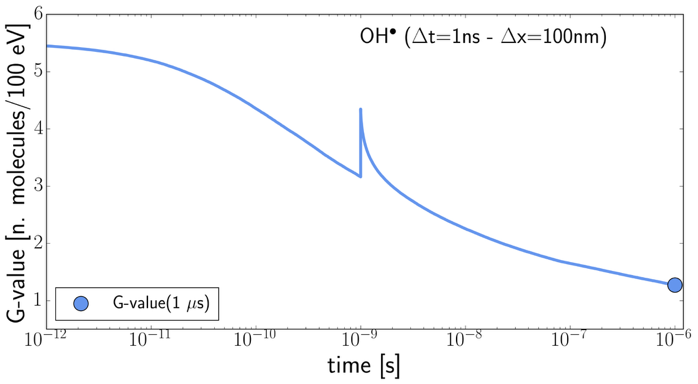 OH• (Δt=1ns - Δx=100nm)
G-value [n. molecules/100 eV]
6
5
4
3
2
1
G-value(1 μs)
10⁻¹² 10⁻¹¹ 10⁻¹⁰ 10⁻⁹ 10⁻⁸ 10⁻⁷ 10⁻⁶
time [s]